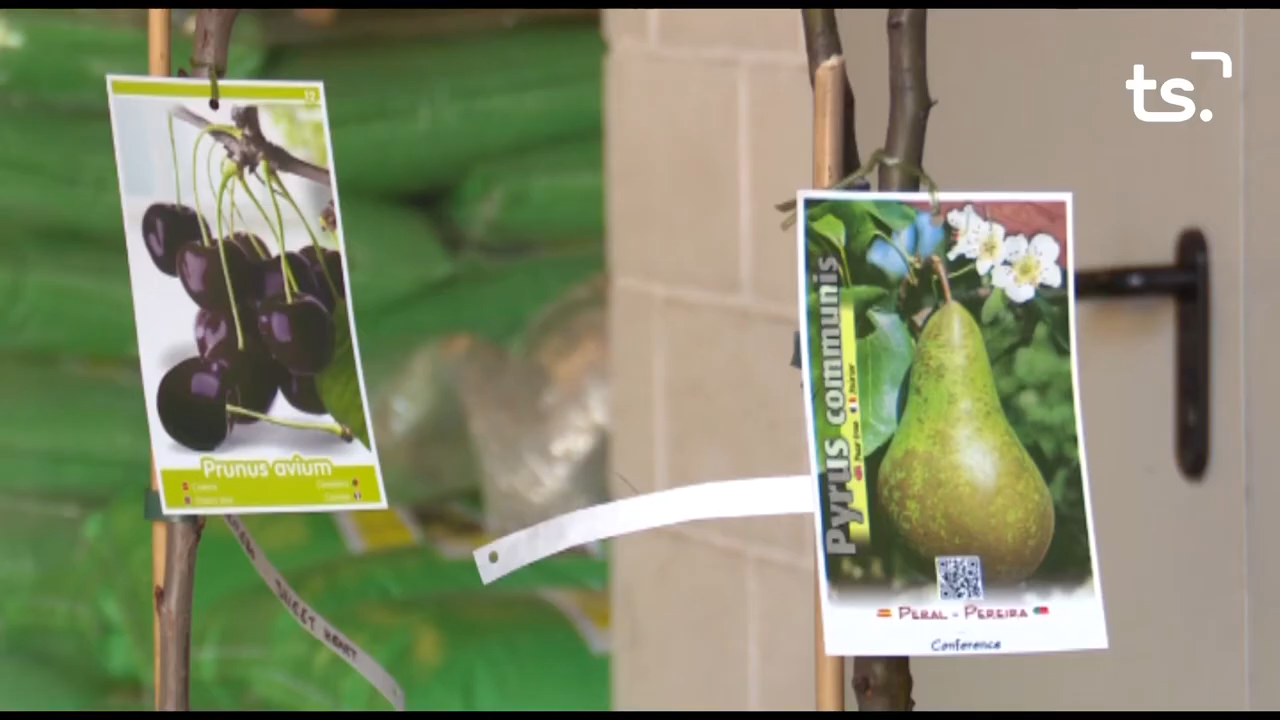 ts.
12
Prunus avium
SWEET HEART
Pyrus communis
PERAL - PEREIRA
Conference